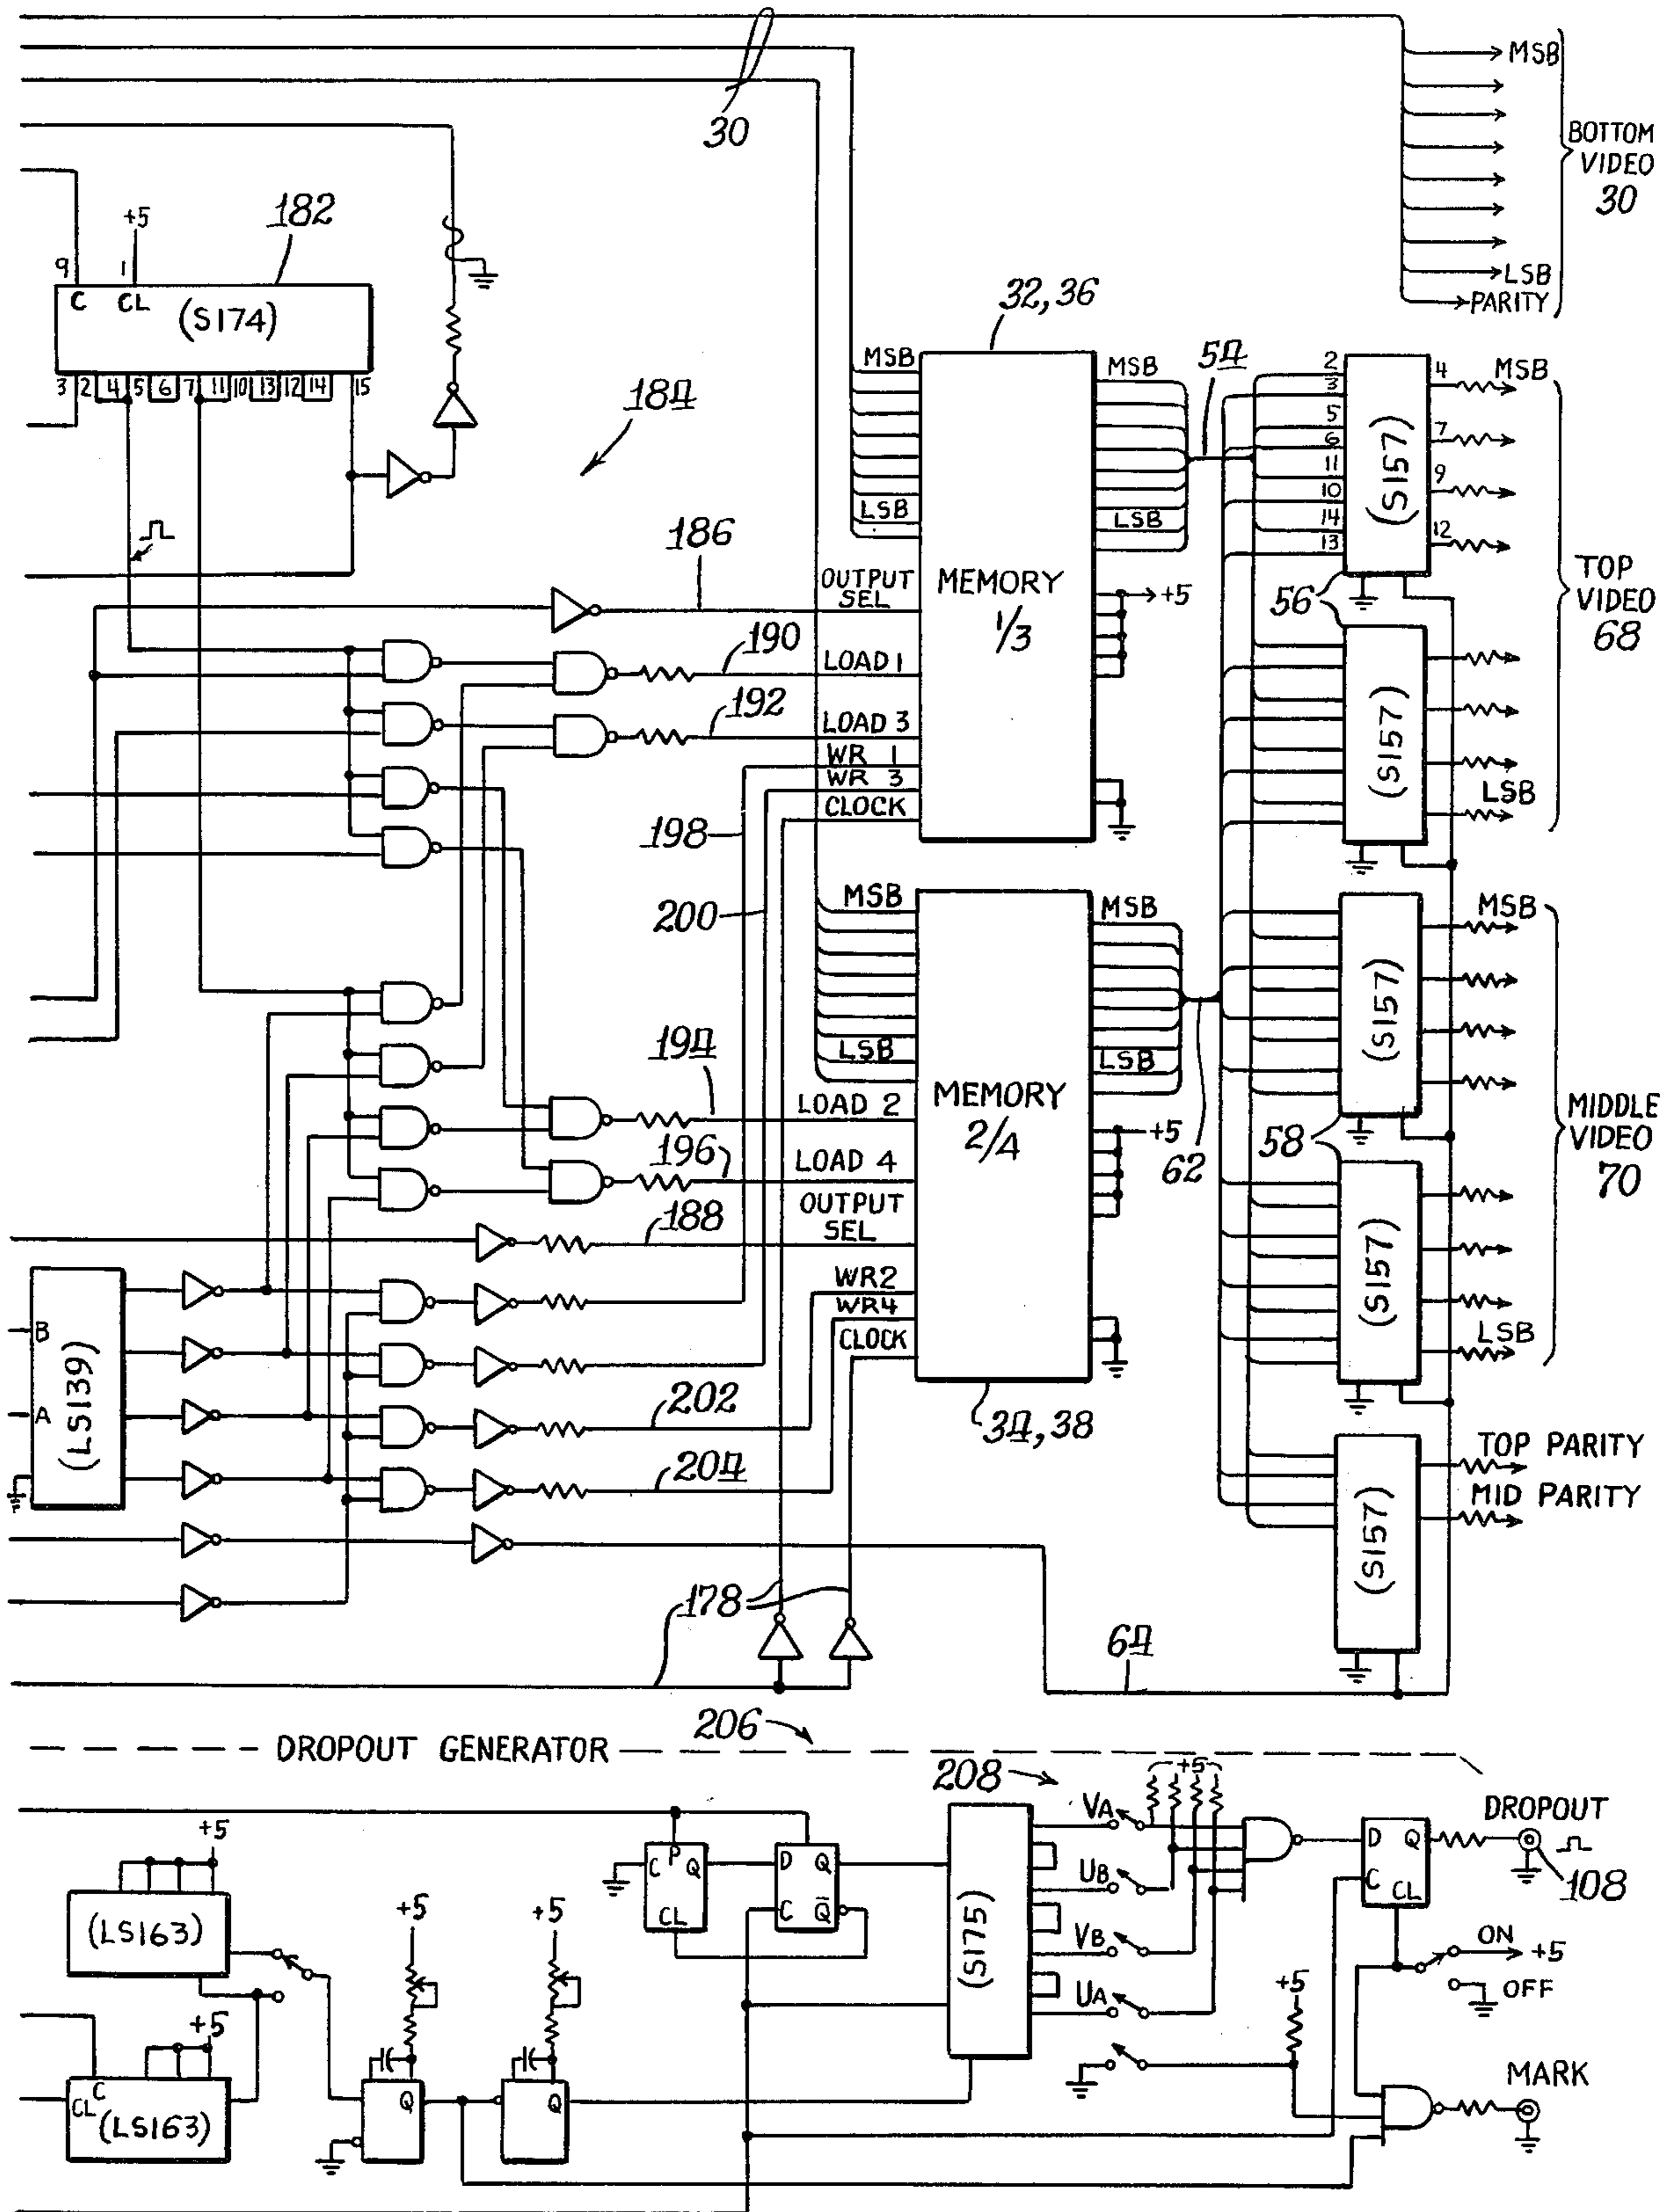 MSB
30
BOTTOM
VIDEO
30
LSB
PARITY
+5
182
9
1
C
CL
(S174)
3 2 4 5 6 7 11 10 13 12 14 15
184
32,36
MSB
LSB
MEMORY
1/3
MSB
LSB
+5
54
2
3
5
6
11
10
14
13
(S157)
4
7
9
12
MSB
TOP
VIDEO
68
56
186
OUTPUT
SEL
190
LOAD 1
192
LOAD 3
WR 1
WR 3
CLOCK
198
(S157)
LSB
200
MSB
LSB
MEMORY
2/4
MSB
LSB
+5
62
(S157)
MSB
MIDDLE
VIDEO
70
58
194
LOAD 2
196
LOAD 4
188
OUTPUT
SEL
WR2
WR4
CLOCK
(S157)
LSB
B
A
(LS139)
202
204
34,38
TOP PARITY
MID PARITY
(S157)
178
64
206
DROPOUT GENERATOR
208
+5
(LS163)
+5
C
CL
(LS163)
+5
Q
+5
Q
C
P
Q
CL
D
Q
C
Q̅
(S175)
VA
UB
VB
UA
+5
D
Q
C
CL
DROPOUT
108
ON
+5
OFF
+5
MARK